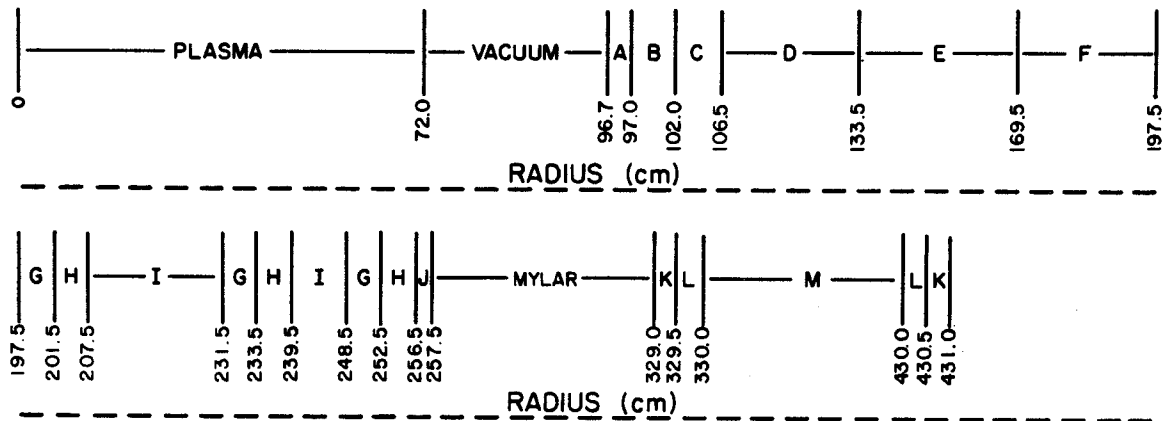 PLASMA VACUUM A B C D E F
0 72.0 96.7 97.0 102.0 106.5 133.5 169.5 197.5
RADIUS (cm)
G H I G H I G H J MYLAR K L M L K
197.5 201.5 207.5 231.5 233.5 239.5 248.5 252.5 256.5 257.5 329.0 329.5 330.0 430.0 430.5 431.0
RADIUS (cm)